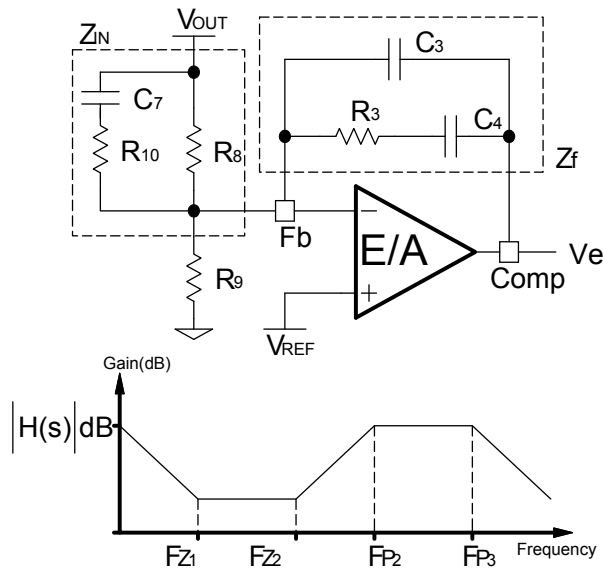 VOUT
ZIN
C7
R10
R8
C3
R3
C4
Zf
Fb
E/A
Ve
Comp
R9
VREF
Gain(dB)
|H(s)|dB
FZ1
FZ2
FP2
FP3
Frequency